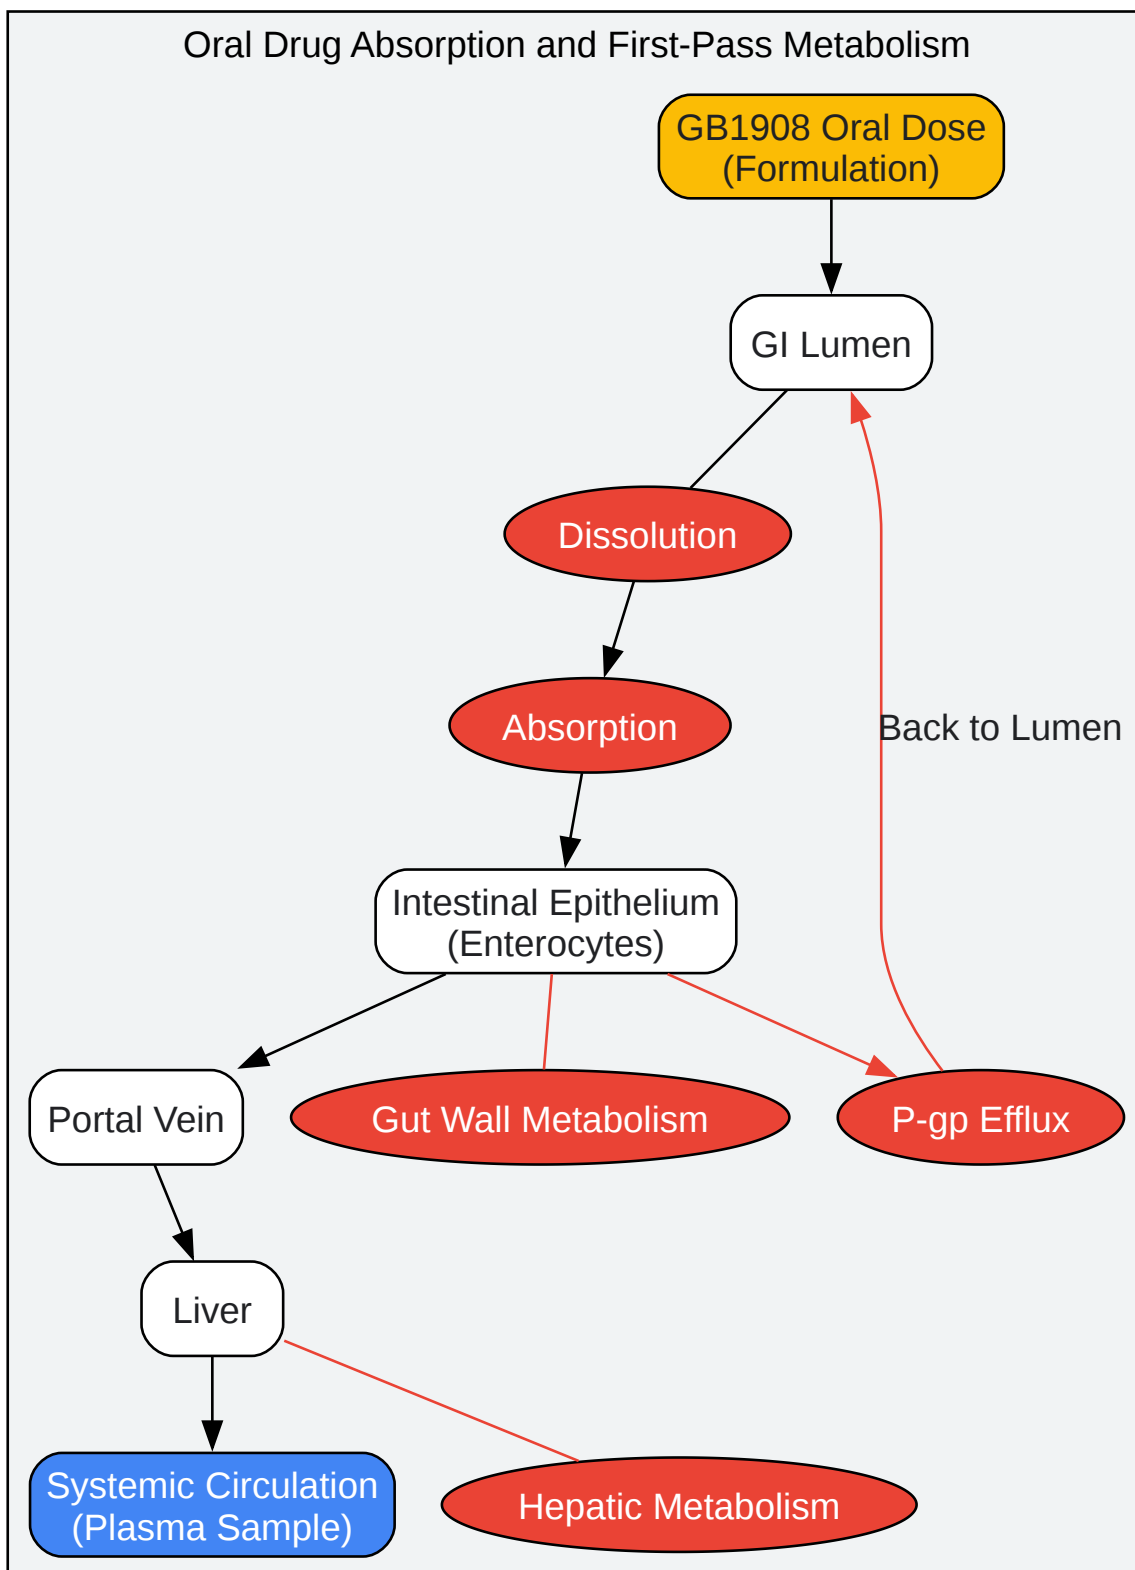 Oral Drug Absorption and First-Pass Metabolism
GB1908 Oral Dose
(Formulation)
GI Lumen
Dissolution
Absorption
Back to Lumen
Intestinal Epithelium
(Enterocytes)
Portal Vein
Gut Wall Metabolism
P-gp Efflux
Liver
Systemic Circulation
(Plasma Sample)
Hepatic Metabolism